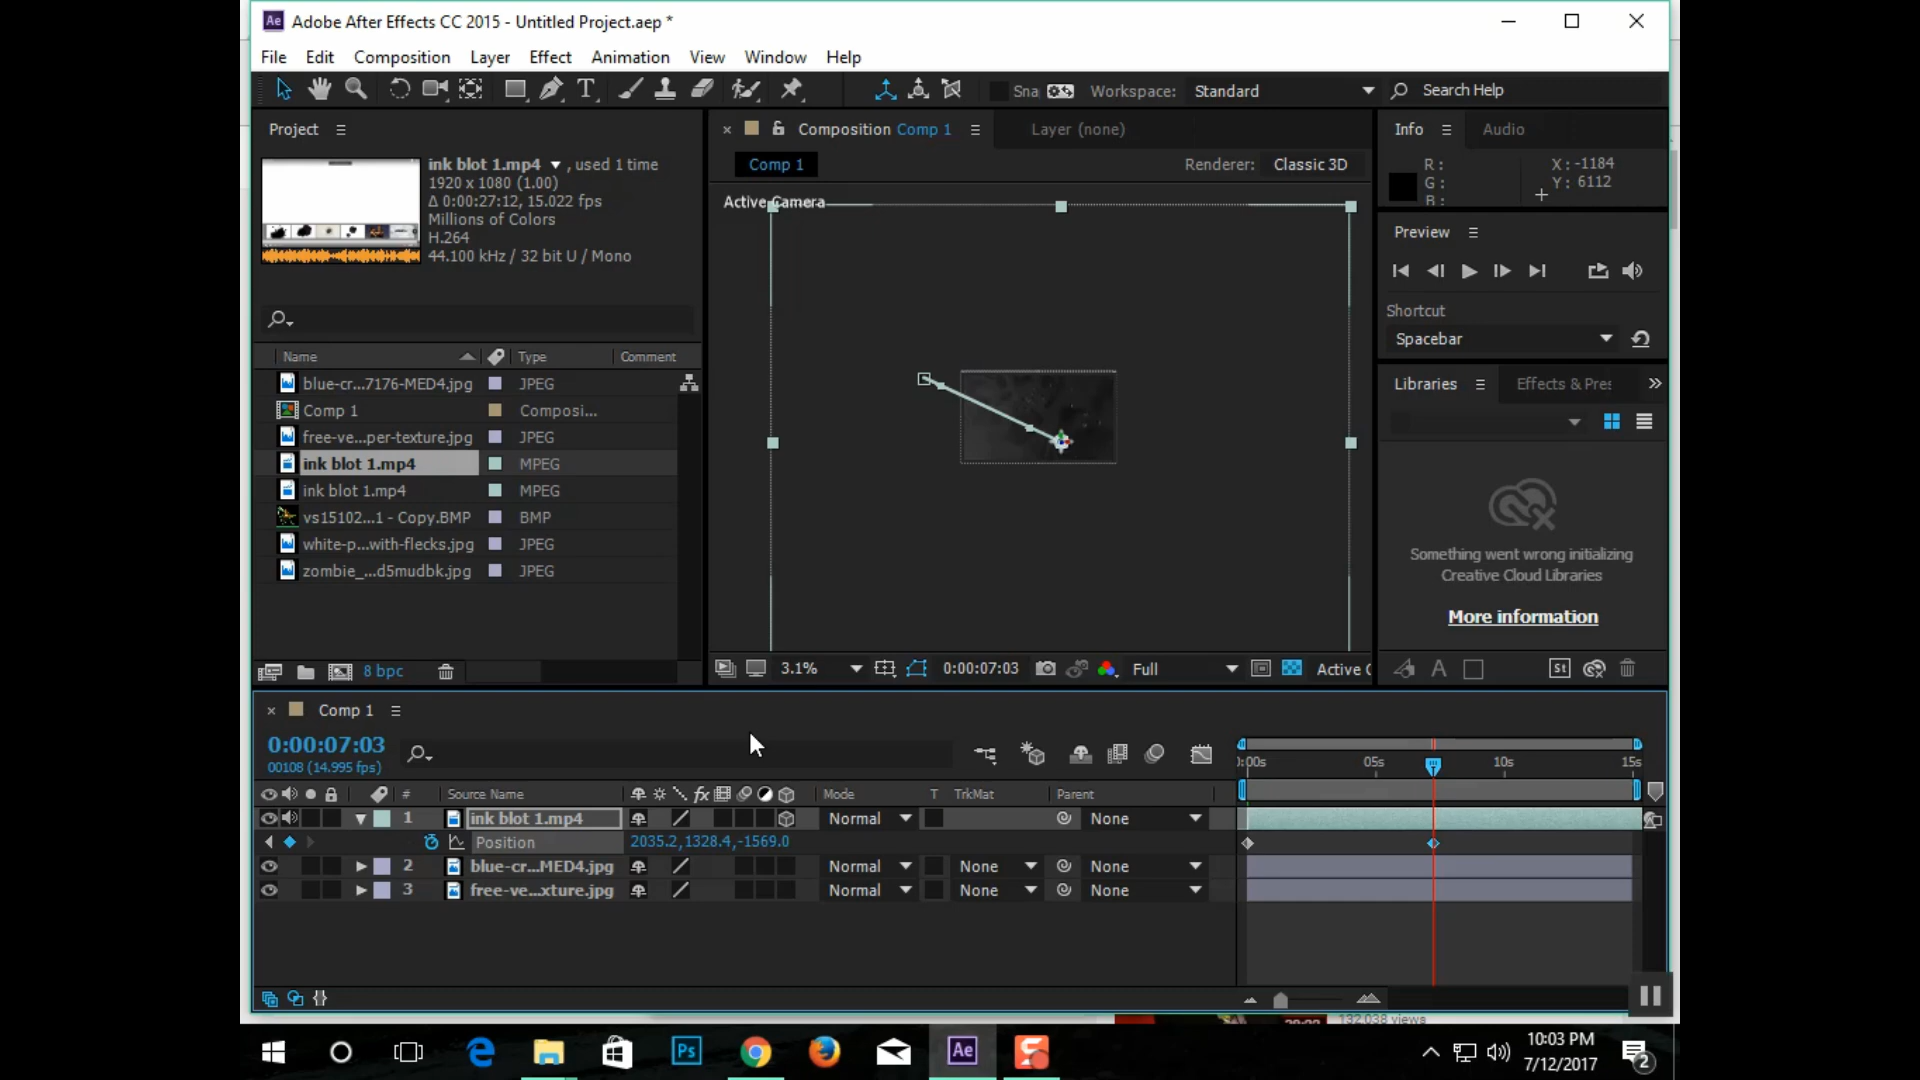 Ae Adobe After Effects CC 2015 - Untitled Project.aep *
File Edit Composition Layer Effect Animation View Window Help
T Sna Workspace: Standard Search Help
Project
ink blot 1.mp4 , used 1 time
1920 x 1080 (1.00)
Δ 0:00:27:12, 15.022 fps
Millions of Colors
H.264
44.100 kHz / 32 bit U / Mono
Name Type Comment
blue-cr...7176-MED4.jpg JPEG
Comp 1 Composi...
free-ve...per-texture.jpg JPEG
ink blot 1.mp4 MPEG
ink blot 1.mp4 MPEG
vs15102...1 - Copy.BMP BMP
white-p...with-flecks.jpg JPEG
zombie_...d5mudbk.jpg JPEG
8 bpc
Composition Comp 1 Layer (none)
Comp 1 Renderer: Classic 3D
Active Camera
3.1% 0:00:07:03 Full Active C
Info Audio
R: X: -1184
G: Y: 6112
B:
Preview
Shortcut
Spacebar
Libraries Effects & Pres
Something went wrong initializing
Creative Cloud Libraries
More information
A St
Comp 1
0:00:07:03
00108 (14.995 fps)
):00s 05s 10s 15s
# Source Name fx Mode T TrkMat Parent
1 ink blot 1.mp4 Normal None
Position 2035.2,1328.4,-1569.0
2 blue-cr...MED4.jpg Normal None None
3 free-ve...xture.jpg Normal None None
132,038 views
Ps Ae S
10:03 PM
7/12/2017
2